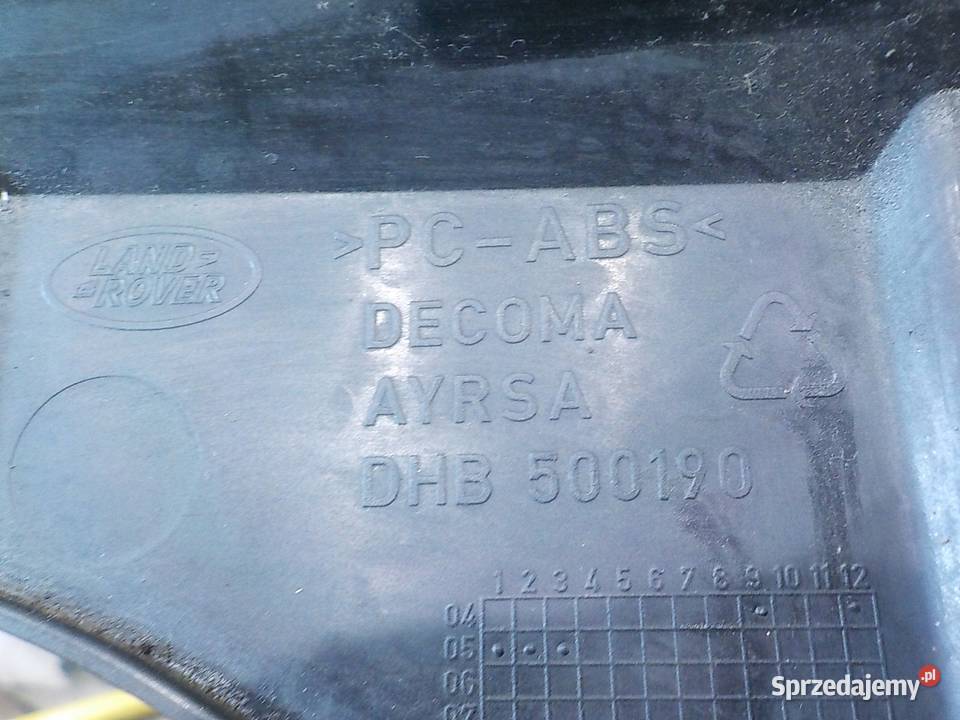 LAND
ROVER
>PC-ABS<
DECOMA
AYRSA
DHB 500190
1 2 3 4 5 6 7 8 9 10 11 12
04
05
06
07
Sprzedajemy.pl